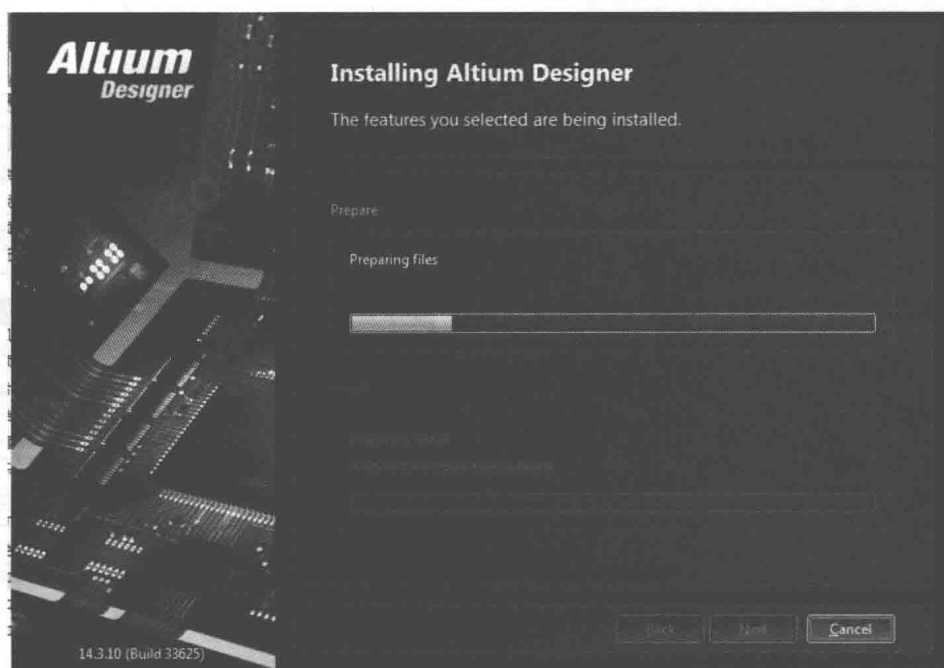 Altium
Designer
Installing Altium Designer
The features you selected are being installed.
Prepare
Preparing files
Back
Next
Cancel
14.3.10 (Build 33625)